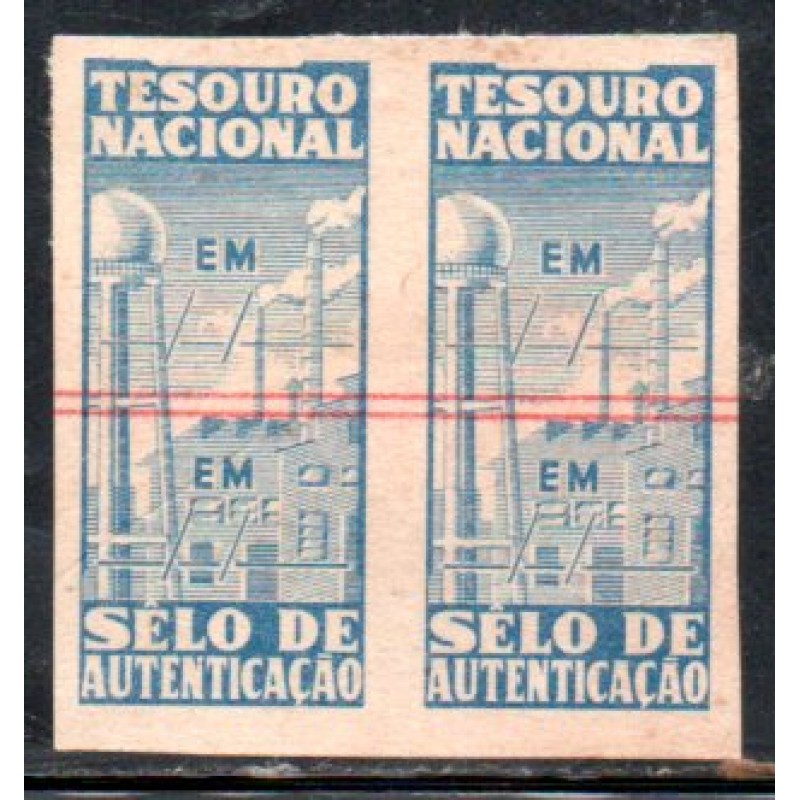 TESOURO
NACIONAL
EM
/ /
EM
/ /
SÊLO DE
AUTENTICAÇÃO
TESOURO
NACIONAL
EM
/ /
EM
/ /
SÊLO DE
AUTENTICAÇÃO